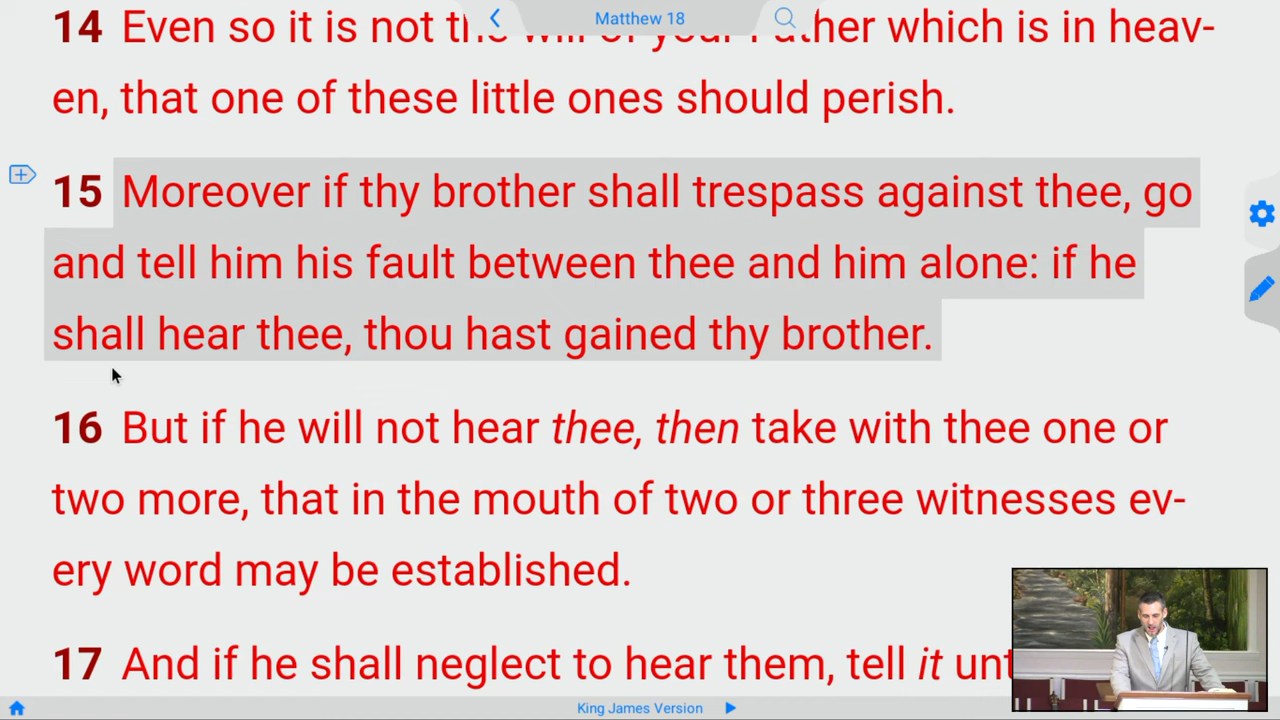 Matthew 18
14 Even so it is not the will of your Father which is in heav-
en, that one of these little ones should perish.
15 Moreover if thy brother shall trespass against thee, go
and tell him his fault between thee and him alone: if he
shall hear thee, thou hast gained thy brother.
16 But if he will not hear thee, then take with thee one or
two more, that in the mouth of two or three witnesses ev-
ery word may be established.
17 And if he shall neglect to hear them, tell it unt
King James Version